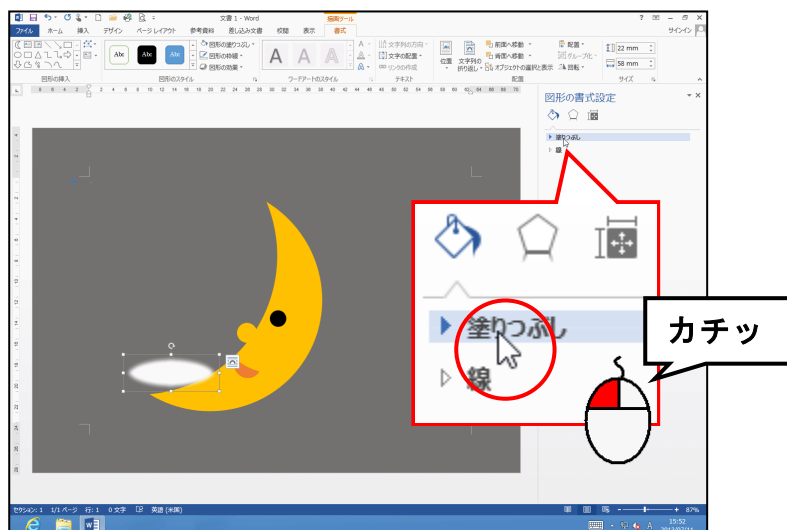 文書 1 - Word
描画ツール
ファイル ホーム 挿入 デザイン ページ レイアウト 参考資料 差し込み文書 校閲 表示 書式
サインイン
Abc Abc Abc
図形の塗りつぶし
図形の枠線
図形の効果
A A A
文字列の方向
文字の配置
リンクの作成
位置
文字列の
折り返し
前面へ移動
背面へ移動
オブジェクトの選択と表示
配置
グループ化
回転
22 mm
58 mm
図形の挿入 図形のスタイル ワードアートのスタイル テキスト 配置 サイズ
図形の書式設定
塗りつぶし
線
塗りつぶし
線
カチッ
セクション: 1 1/1 ページ 行: 1 0 文字 英語 (米国)
87%
A 15:52